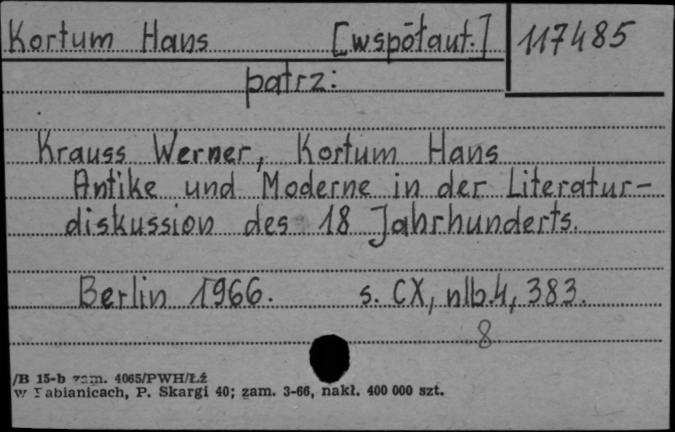 Kortum Hans [współaut.] 117485
patrz:
Krauss Werner, Kortum Hans
Antike und Moderne in der Literatur-
diskussion des 18 Jahrhunderts.
Berlin 1966. s. CX, nlb.4, 383.
8
/B 15-b zam. 4065/PWH/Łż
w Pabianicach, P. Skargi 40; zam. 3-66, nakł. 400 000 szt.